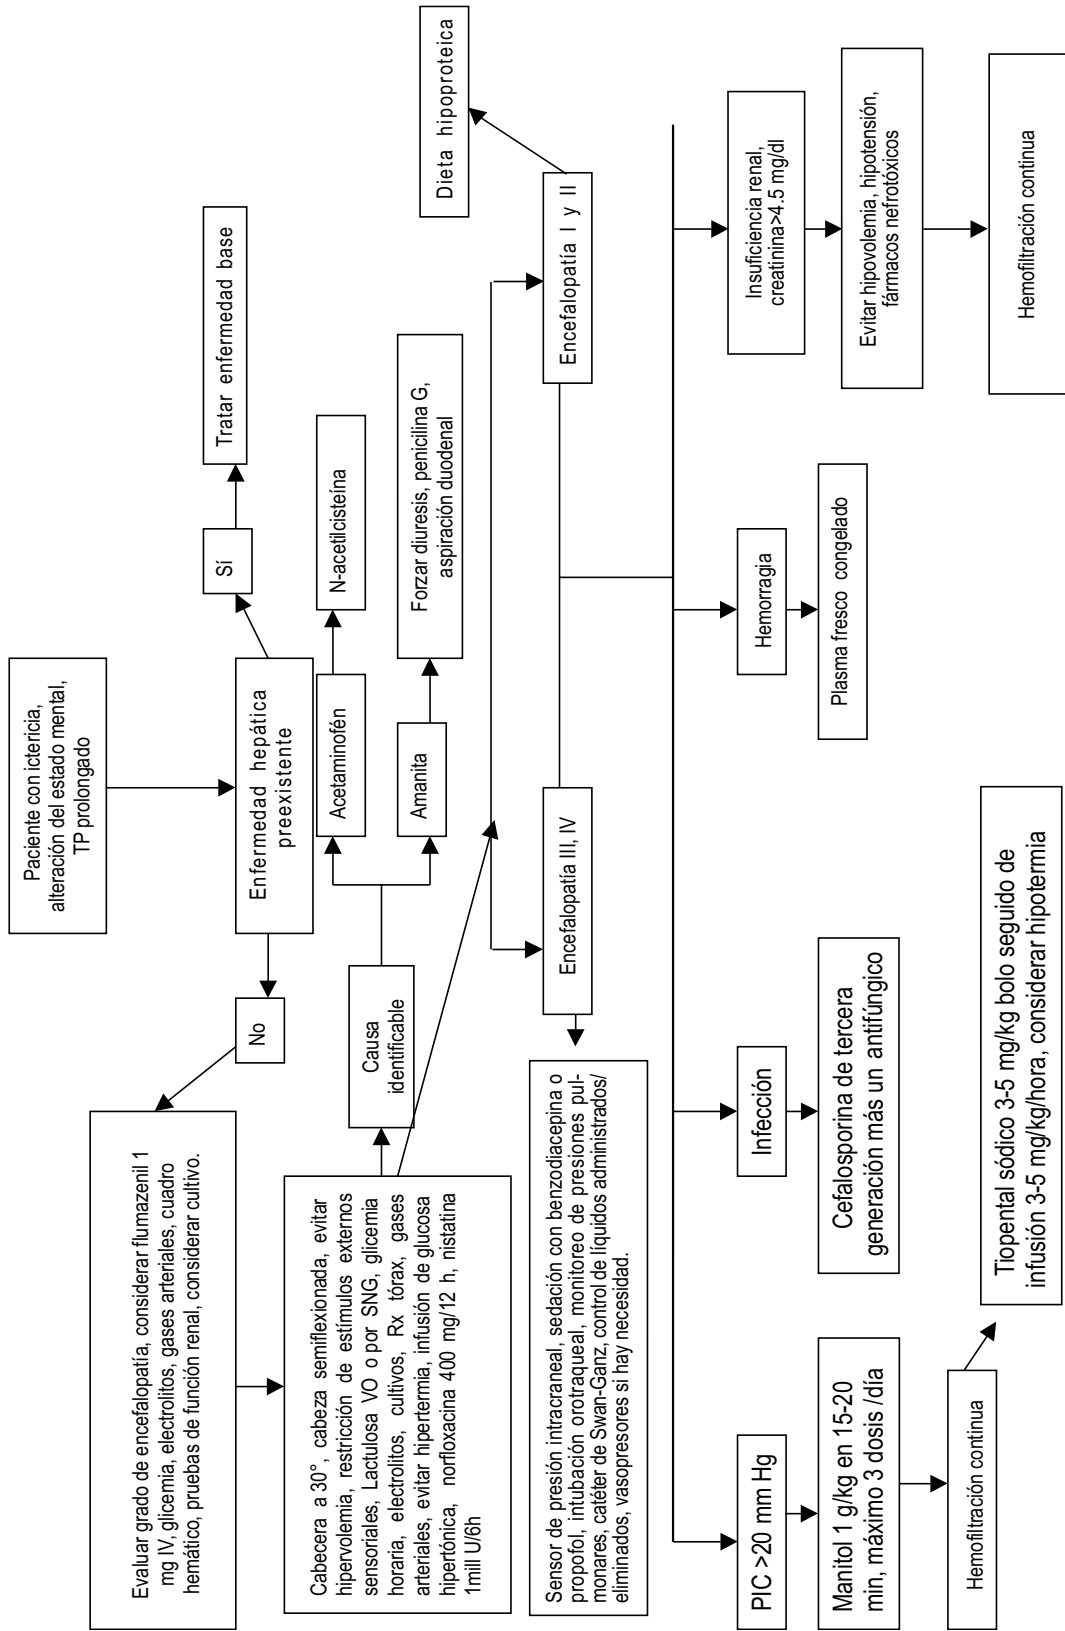 Paciente con ictericia,
alteración del estado mental,
TP prolongado
Enfermedad hepática
preexistente
Sí
Tratar enfermedad base
No
Evaluar grado de encefalopatía, considerar flumazenil 1
mg IV, glicemia, electrolitos, gases arteriales, cuadro
hemático, pruebas de función renal, considerar cultivo.
Cabecera a 30°, cabeza semiflexionada, evitar
hipervolemia, restricción de estímulos externos
sensoriales, Lactulosa VO o por SNG, glicemia
horaria, electrolitos, cultivos, Rx tórax, gases
arteriales, evitar hipertermia, infusión de glucosa
hipertónica, norfloxacina 400 mg/12 h, nistatina
1mill U/6h
Causa
identificable
Acetaminofén
N-acetilcisteína
Amanita
Forzar diuresis, penicilina G,
aspiración duodenal
Encefalopatía III, IV
Encefalopatía I y II
Dieta hipoproteica
Sensor de presión intracraneal, sedación con benzodiacepina o
propofol, intubación orotraqueal, monitoreo de presiones pul-
monares, catéter de Swan-Ganz, control de líquidos administrados/
eliminados, vasopresores si hay necesidad.
PIC >20 mm Hg
Manitol 1 g/kg en 15-20
min, máximo 3 dosis /día
Hemofiltración continua
Tiopental sódico 3-5 mg/kg bolo seguido de
infusión 3-5 mg/kg/hora, considerar hipotermia
Infección
Cefalosporina de tercera
generación más un antifúngico
Hemorragia
Plasma fresco congelado
Insuficiencia renal,
creatinina>4.5 mg/dl
Evitar hipovolemia, hipotensión,
fármacos nefrotóxicos
Hemofiltración continua